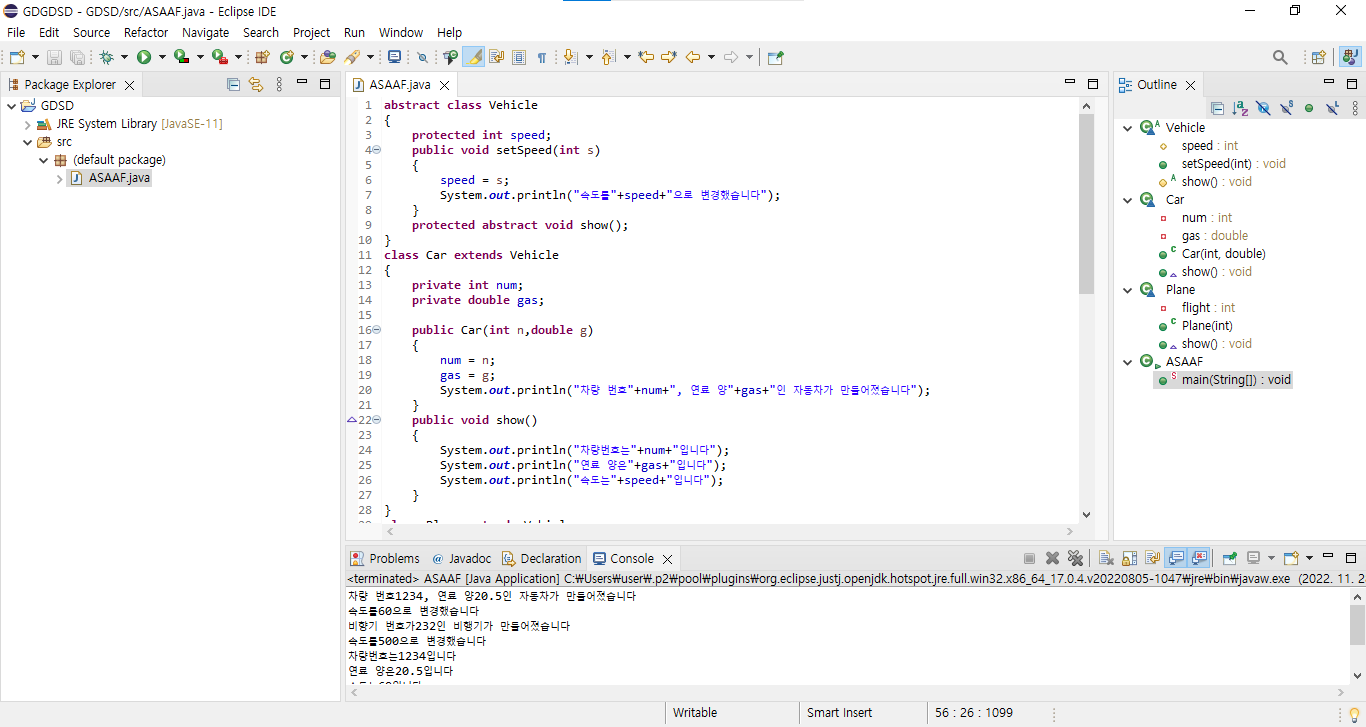 GDGDSD - GDSD/src/ASAAF.java - Eclipse IDE
File Edit Source Refactor Navigate Search Project Run Window Help
Package Explorer
GDSD
JRE System Library [JavaSE-11]
src
(default package)
ASAAF.java
ASAAF.java
1 abstract class Vehicle
2 {
3 protected int speed;
4 public void setSpeed(int s)
5 {
6 speed = s;
7 System.out.println("속도를"+speed+"으로 변경했습니다");
8 }
9 protected abstract void show();
10 }
11 class Car extends Vehicle
12 {
13 private int num;
14 private double gas;
15
16 public Car(int n,double g)
17 {
18 num = n;
19 gas = g;
20 System.out.println("차량 번호"+num+", 연료 양"+gas+"인 자동차가 만들어졌습니다");
21 }
22 public void show()
23 {
24 System.out.println("차량번호는"+num+"입니다");
25 System.out.println("연료 양은"+gas+"입니다");
26 System.out.println("속도는"+speed+"입니다");
27 }
28 }
Outline
Vehicle
speed : int
setSpeed(int) : void
show() : void
Car
num : int
gas : double
Car(int, double)
show() : void
Plane
flight : int
Plane(int)
show() : void
ASAAF
main(String[]) : void
Problems Javadoc Declaration Console
<terminated> ASAAF [Java Application] C:₩Users₩user₩.p2₩pool₩plugins₩org.eclipse.justj.openjdk.hotspot.jre.full.win32.x86_64_17.0.4.v20220805-1047₩jre₩bin₩javaw.exe (2022. 11. 2
차량 번호1234, 연료 양20.5인 자동차가 만들어졌습니다
속도를60으로 변경했습니다
비향기 번호가232인 비행기가 만들어졌습니다
속도를500으로 변경했습니다
차량번호는1234입니다
연료 양은20.5입니다
Writable Smart Insert 56 : 26 : 1099